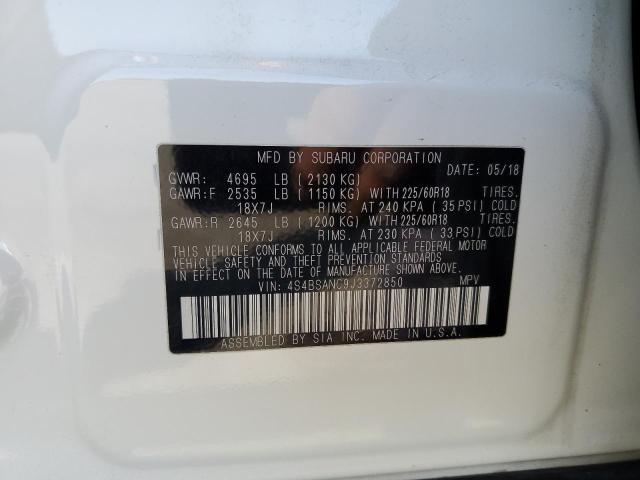 MFD BY SUBARU CORPORATION DATE: 05/18
GVWR: 4695 LB ( 2130 KG)
GAWR:F 2535 LB ( 1150 KG) WITH 225/60R18 TIRES.
18X7J RIMS. AT 240 KPA ( 35 PSI) COLD
GAWR:R 2645 LB ( 1200 KG) WITH 225/60R18 TIRES.
18X7J RIMS. AT 230 KPA ( 33 PSI) COLD
THIS VEHICLE CONFORMS TO ALL APPLICABLE FEDERAL MOTOR
VEHICLE SAFETY AND THEFT PREVENTION STANDARDS
IN EFFECT ON THE DATE OF MANUFACTURE SHOWN ABOVE.
VIN: 4S4BSANC9J3372850 MPV
ASSEMBLED BY SIA INC. MADE IN U.S.A.